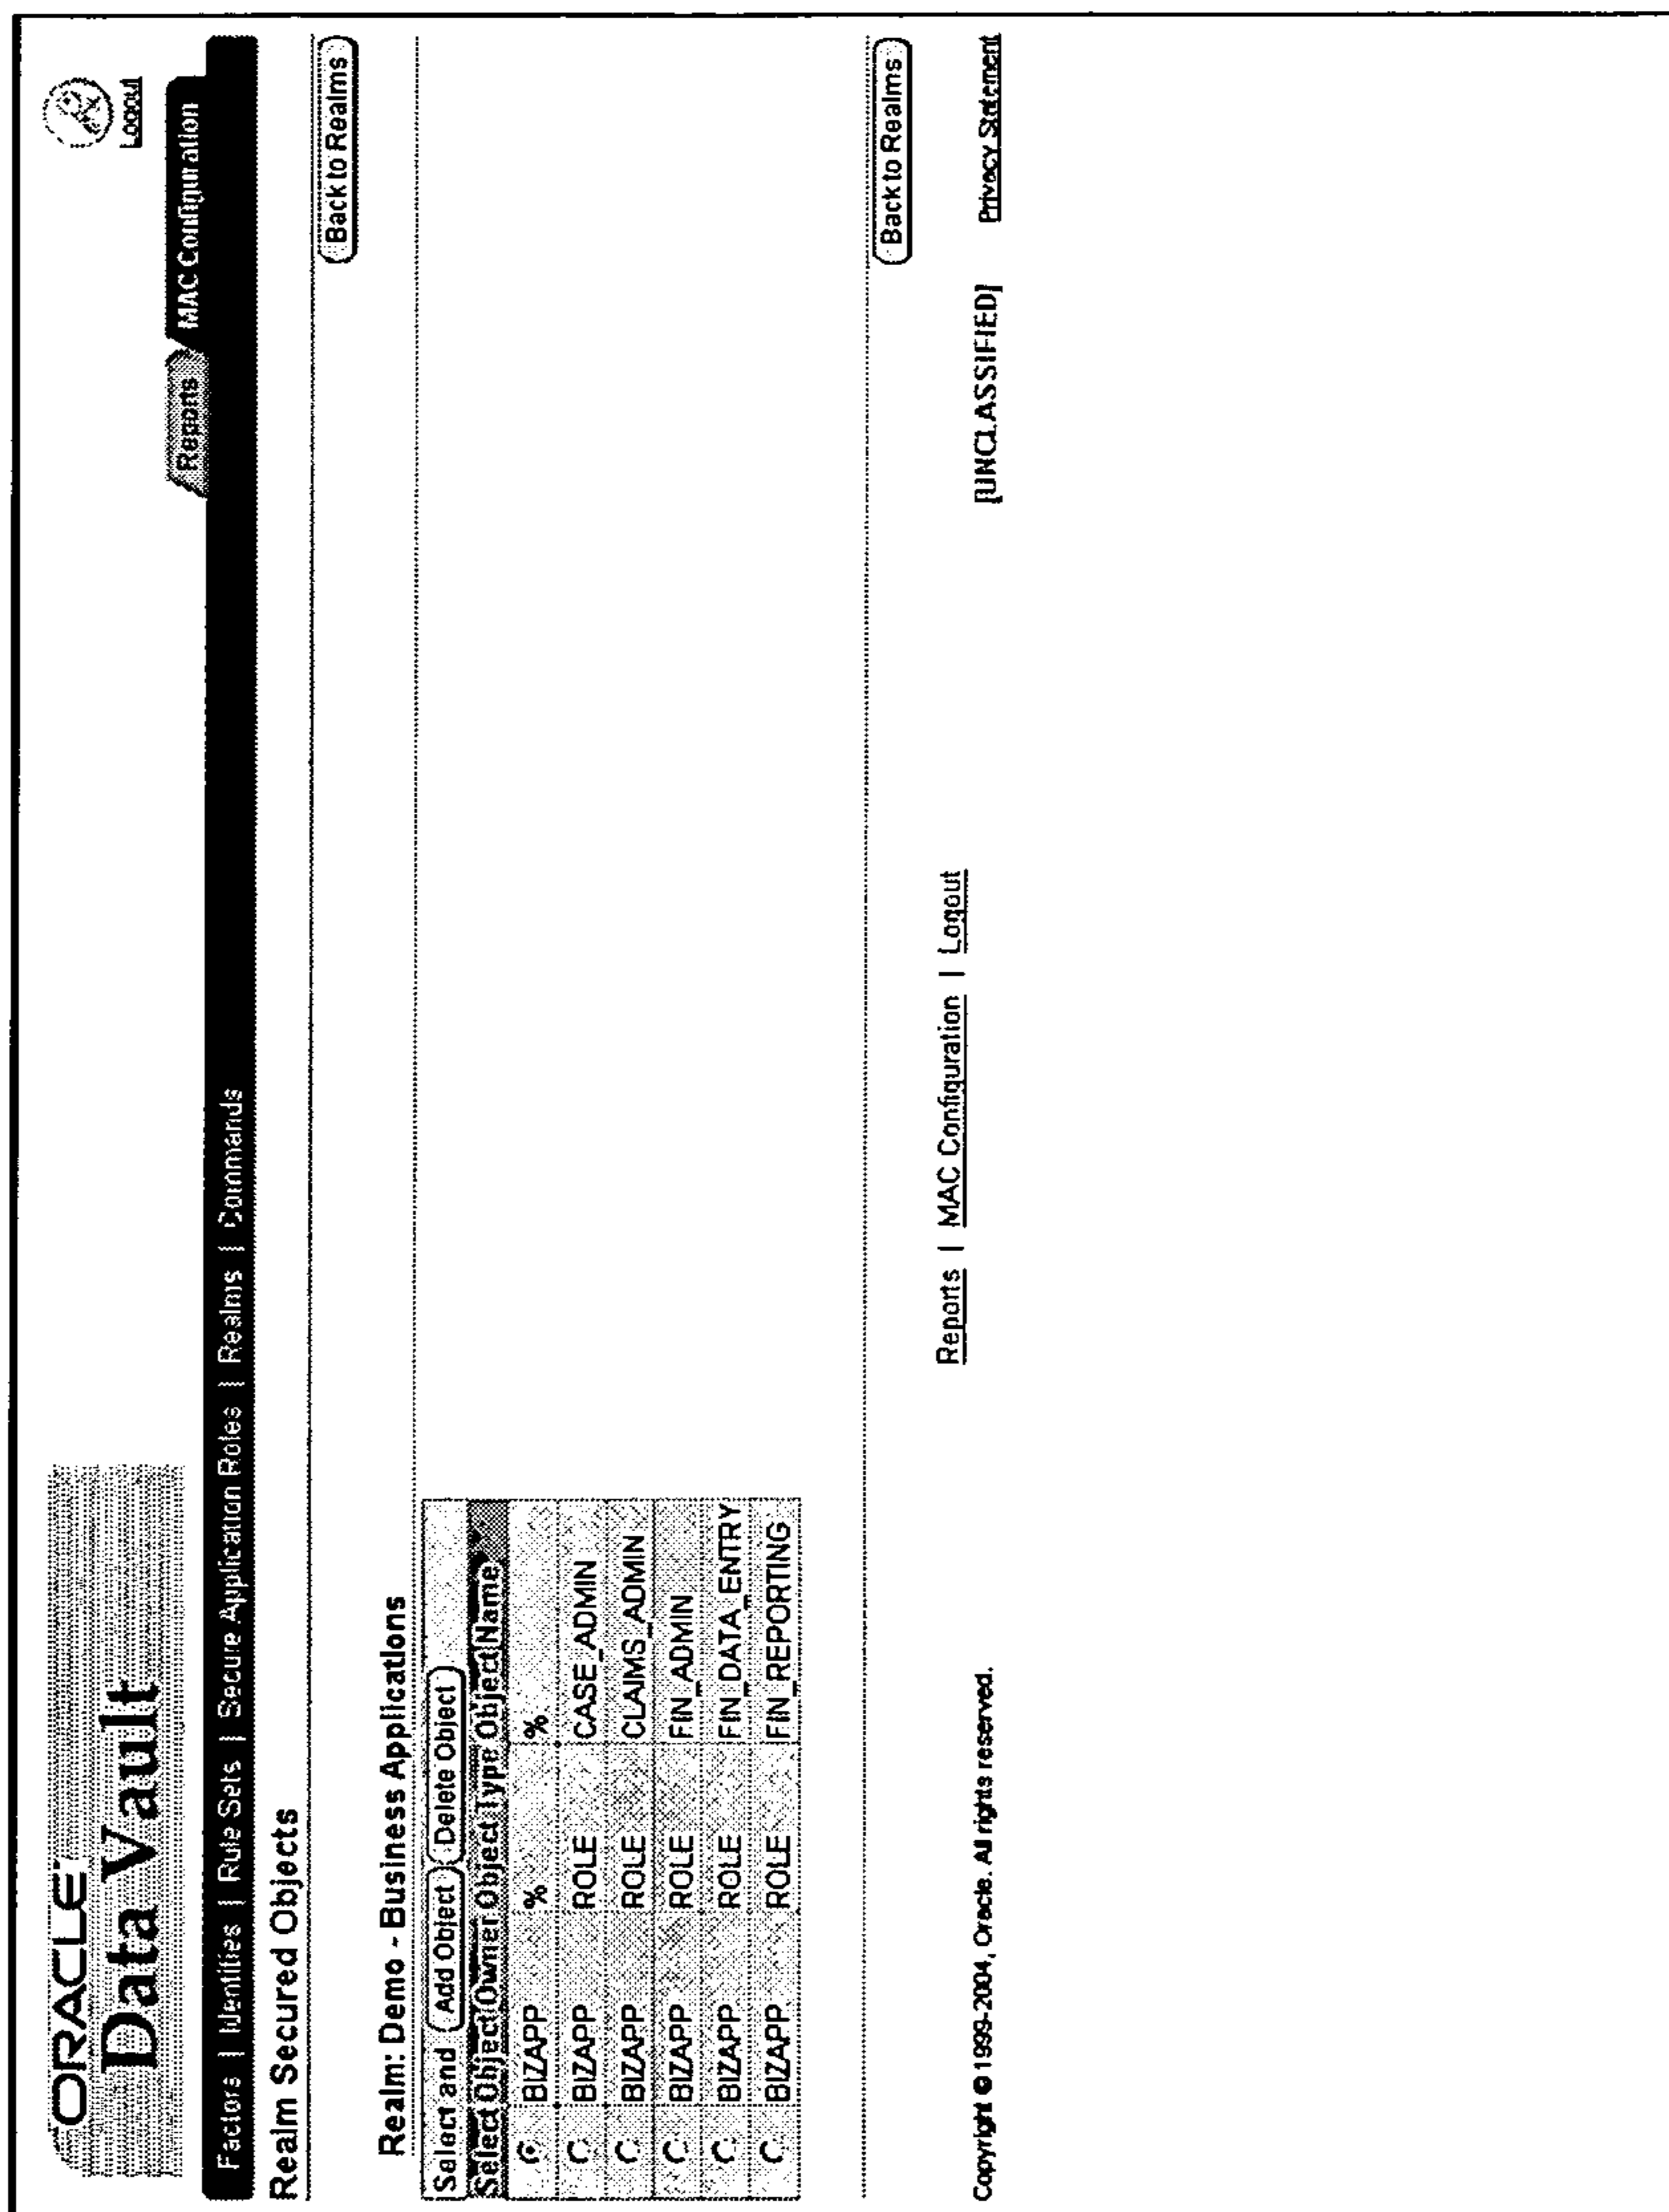 ORACLE
Data Vault
Logout
Reports MAC Configuration
Factors | Identities | Rule Sets | Secure Application Roles | Realms | Commands
Realm Secured Objects
Back to Realms
Realm: Demo - Business Applications
Select and Add Object Delete Object
Select Object Owner Object Type Object Name
BIZAPP % %
BIZAPP ROLE CASE_ADMIN
BIZAPP ROLE CLAIMS_ADMIN
BIZAPP ROLE FIN_ADMIN
BIZAPP ROLE FIN_DATA_ENTRY
BIZAPP ROLE FIN_REPORTING
Back to Realms
Reports | MAC Configuration | Logout
Copyright © 1999-2004, Oracle. All rights reserved. [UNCLASSIFIED] Privacy Statement